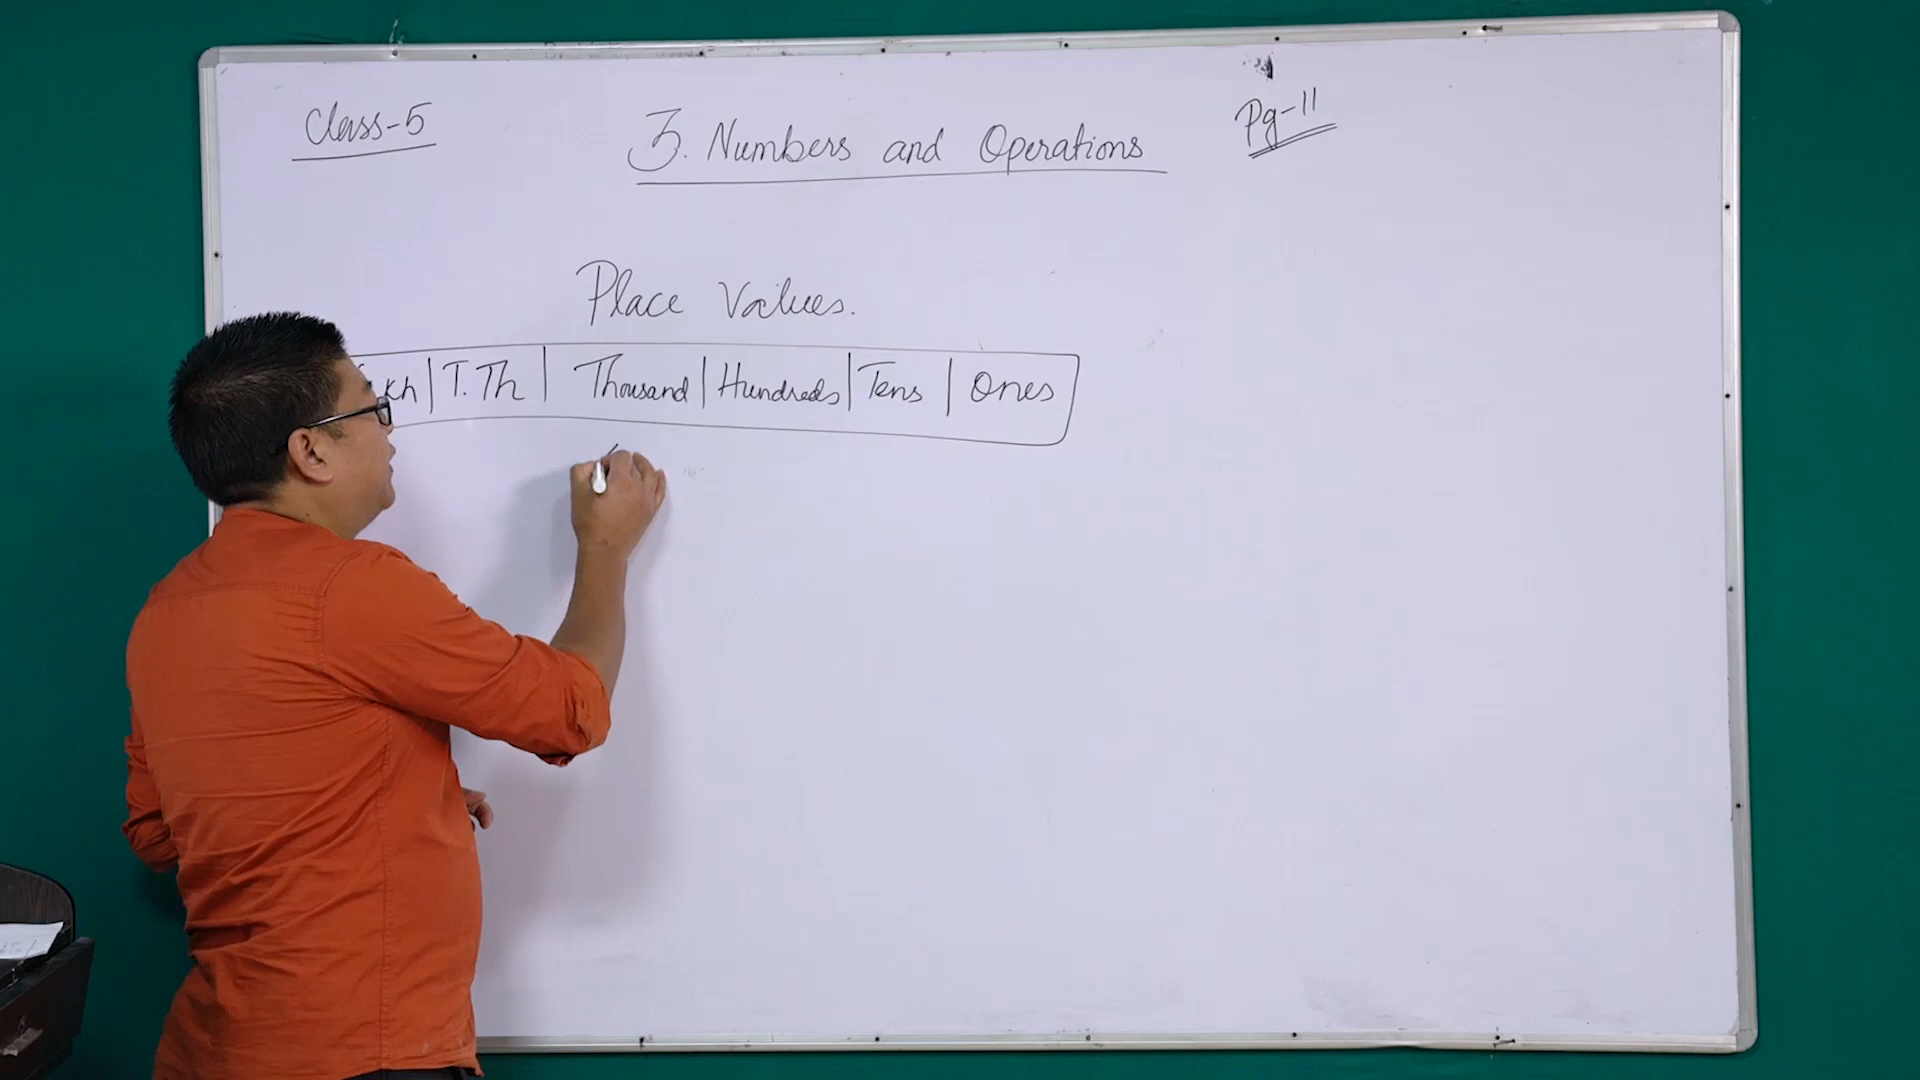 Class-5
3. Numbers and Operations
Pg-11
Place Values.
kh | T.Th | Thousand | Hundreds | Tens | Ones